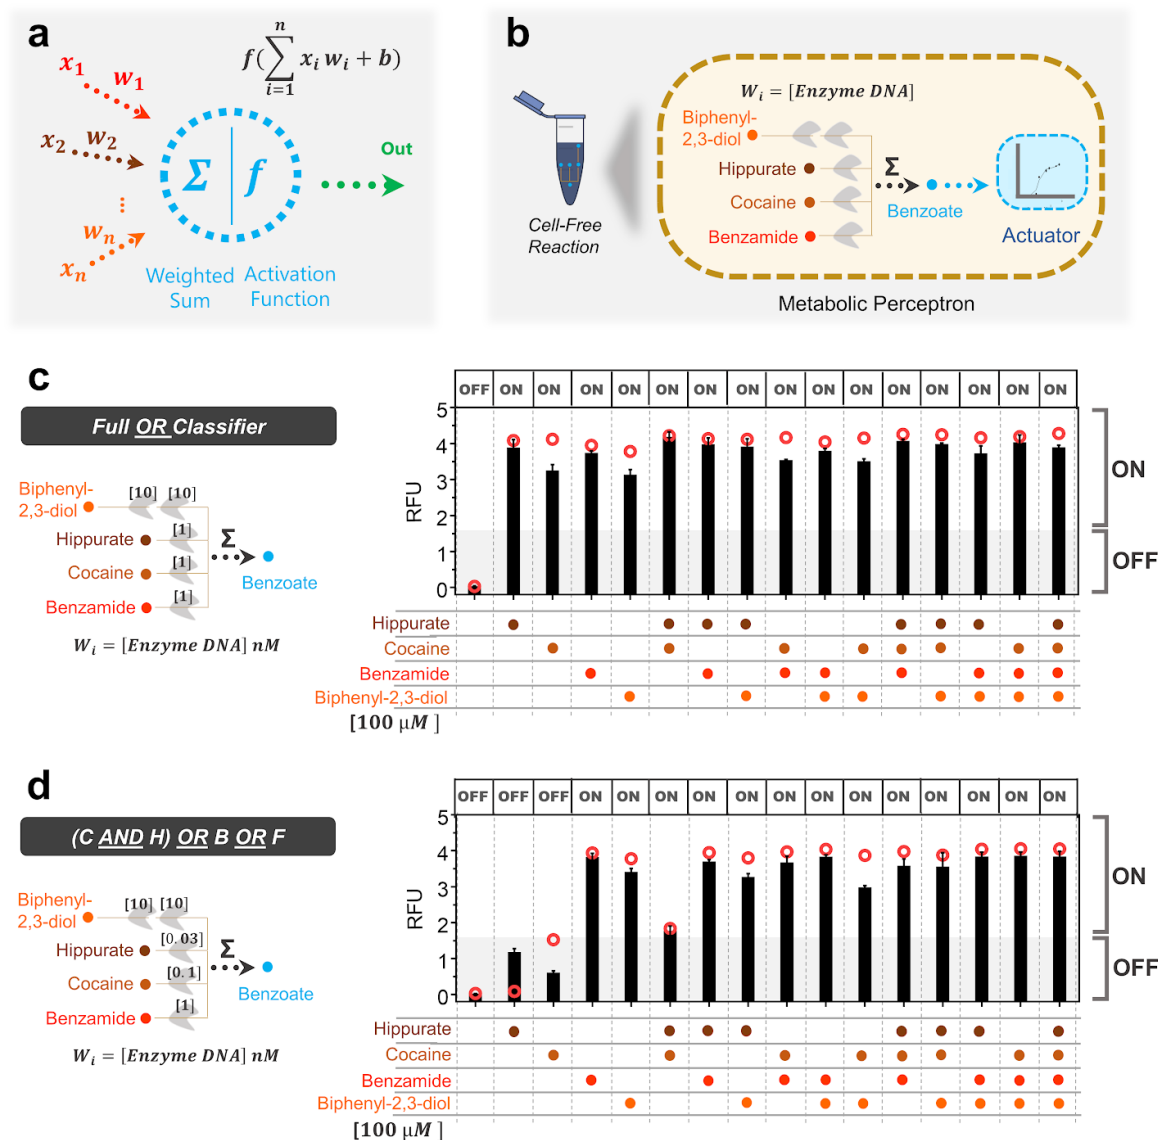 a
x₁
w₁
x₂
w₂
⋮
wₙ
xₙ
f(∑ⁿᵢ₌₁ xᵢ wᵢ + b)
Σ f
Out
Weighted
Sum
Activation
Function
b
Wᵢ = [Enzyme DNA]
Biphenyl-
2,3-diol
Hippurate
Cocaine
Benzamide
Σ
Benzoate
Actuator
Cell-Free
Reaction
Metabolic Perceptron
c
Full OR Classifier
Biphenyl-
2,3-diol
[10] [10]
Hippurate
[1]
Cocaine
[1]
Benzamide
[1]
Σ
Benzoate
Wᵢ = [Enzyme DNA] nM
OFF ON ON ON ON ON ON ON ON ON ON ON ON ON ON ON
RFU
5
4
3
2
1
0
ON
OFF
Hippurate
Cocaine
Benzamide
Biphenyl-2,3-diol
[100 μM ]
d
(C AND H) OR B OR F
Biphenyl-
2,3-diol
[10] [10]
Hippurate
[0.03]
Cocaine
[0.1]
Benzamide
[1]
Σ
Benzoate
Wᵢ = [Enzyme DNA] nM
OFF OFF OFF ON ON ON ON ON ON ON ON ON ON ON ON ON
RFU
5
4
3
2
1
0
ON
OFF
Hippurate
Cocaine
Benzamide
Biphenyl-2,3-diol
[100 μM ]